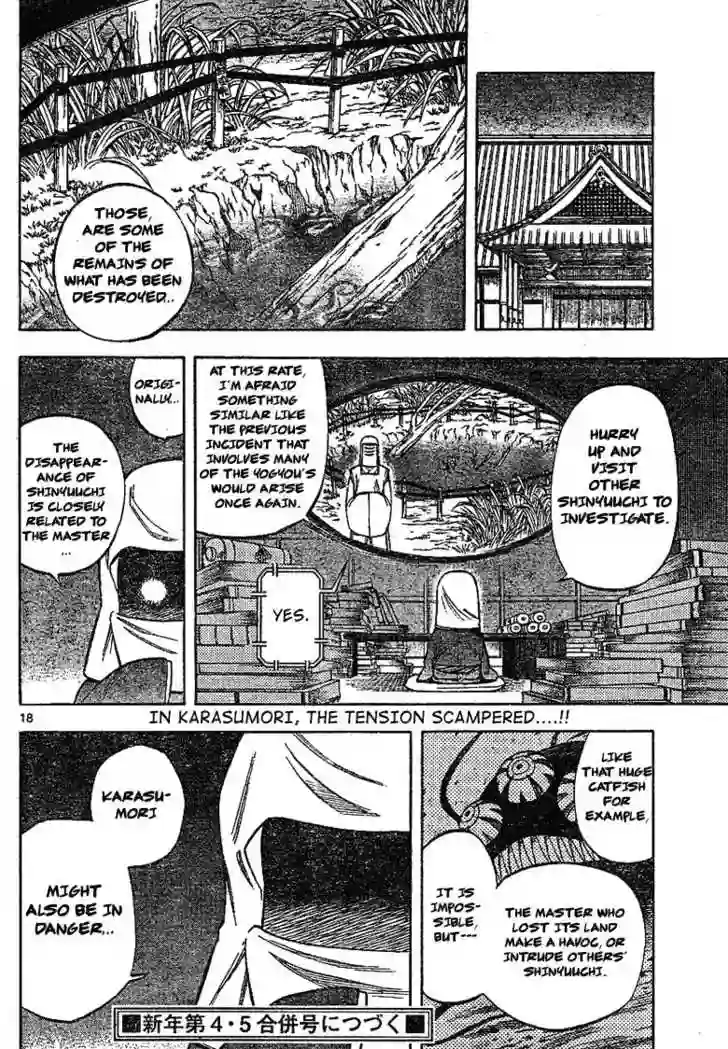 THOSE,
ARE SOME
OF THE
REMAINS OF
WHAT HAS BEEN
DESTROYED..
HURRY
UP AND
VISIT
OTHER
SHINYUUCHI TO
INVESTIGATE.
AT THIS RATE,
I'M AFRAID
SOMETHING
SIMILAR LIKE
THE PREVIOUS
INCIDENT THAT
INVOLVES MANY
OF THE YOGYOU'S
WOULD ARISE
ONCE AGAIN.
YES.
ORIGI-
NALLY...
THE
DISAPPEAR-
ANCE OF
SHINYUUCHI
IS CLOSELY
RELATED TO
THE MASTER
...
18
IN KARASUMORI, THE TENSION SCAMPERED....!!
LIKE
THAT HUGE
CATFISH
FOR
EXAMPLE,
THE MASTER WHO
LOST ITS LAND
MAKE A HAVOC, OR
INTRUDE OTHERS'
SHINYUUCHI.
IT IS
IMPOS-
SIBLE,
BUT---
KARASU-
MORI
MIGHT
ALSO BE IN
DANGER...
新年第4・5合併号につづく